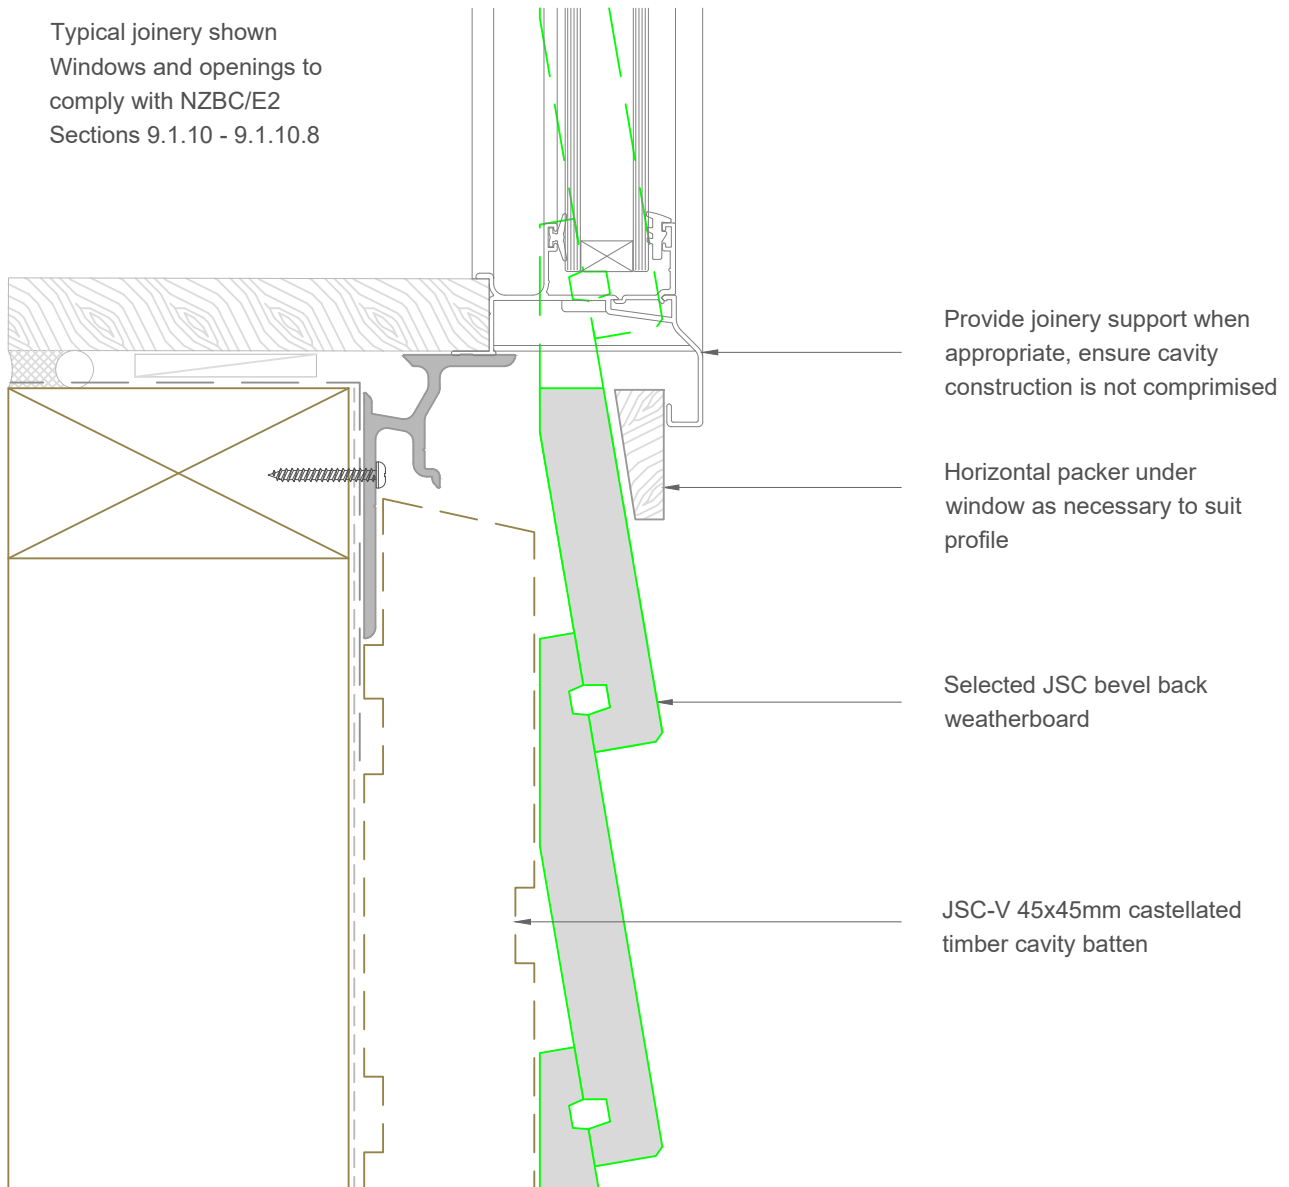 Typical joinery shown
Windows and openings to
comply with NZBC/E2
Sections 9.1.10 - 9.1.10.8
Provide joinery support when
appropriate, ensure cavity
construction is not comprimised
Horizontal packer under
window as necessary to suit
profile
Selected JSC bevel back
weatherboard
JSC-V 45x45mm castellated
timber cavity batten